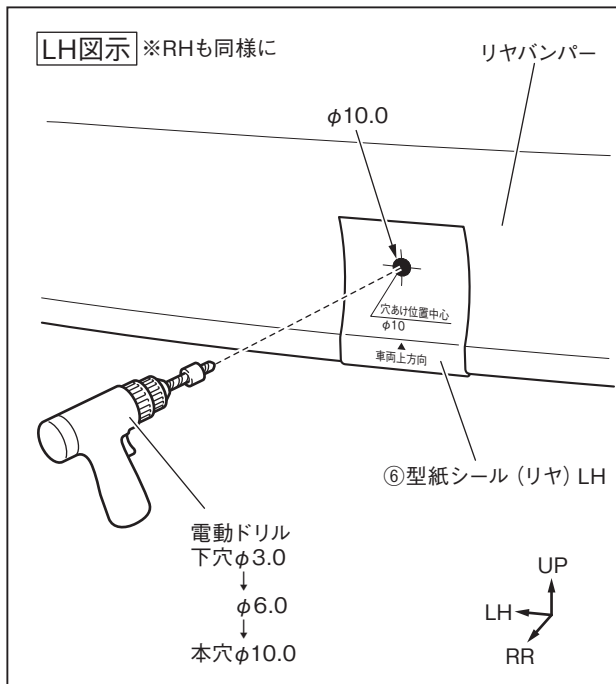 LH図示 ※RHも同様に
リヤバンパー
φ10.0
穴あけ位置中心
φ10
▲
車両上方向
⑥型紙シール (リヤ) LH
電動ドリル
下穴φ3.0
↓
φ6.0
↓
本穴φ10.0
UP
LH
RR